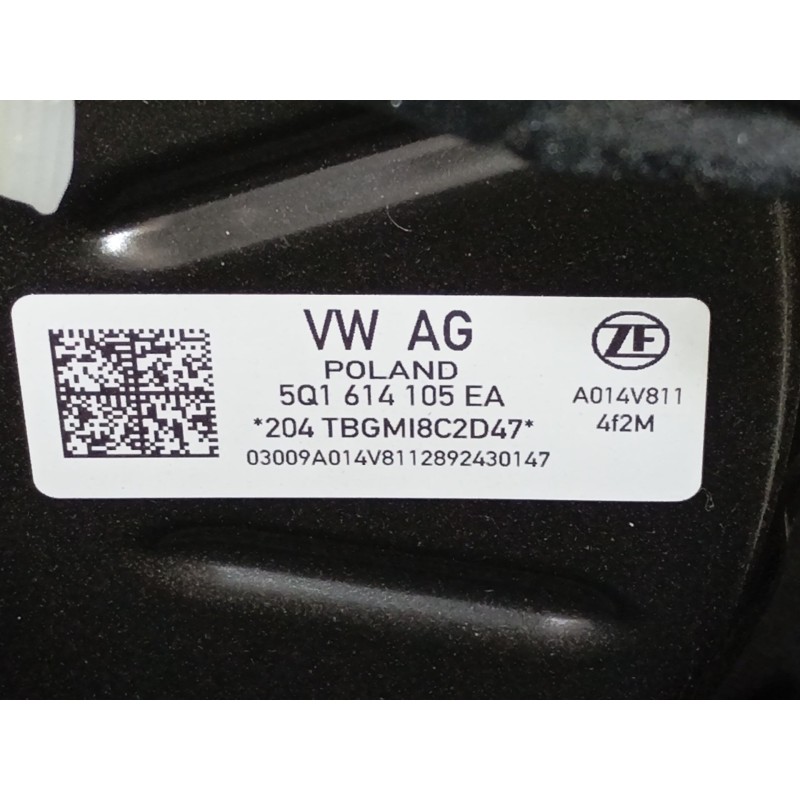 VW AG
POLAND
5Q1 614 105 EA
*204 TBGMI8C2D47*
03009A014V8112892430147
ZF
A014V811
4f2M